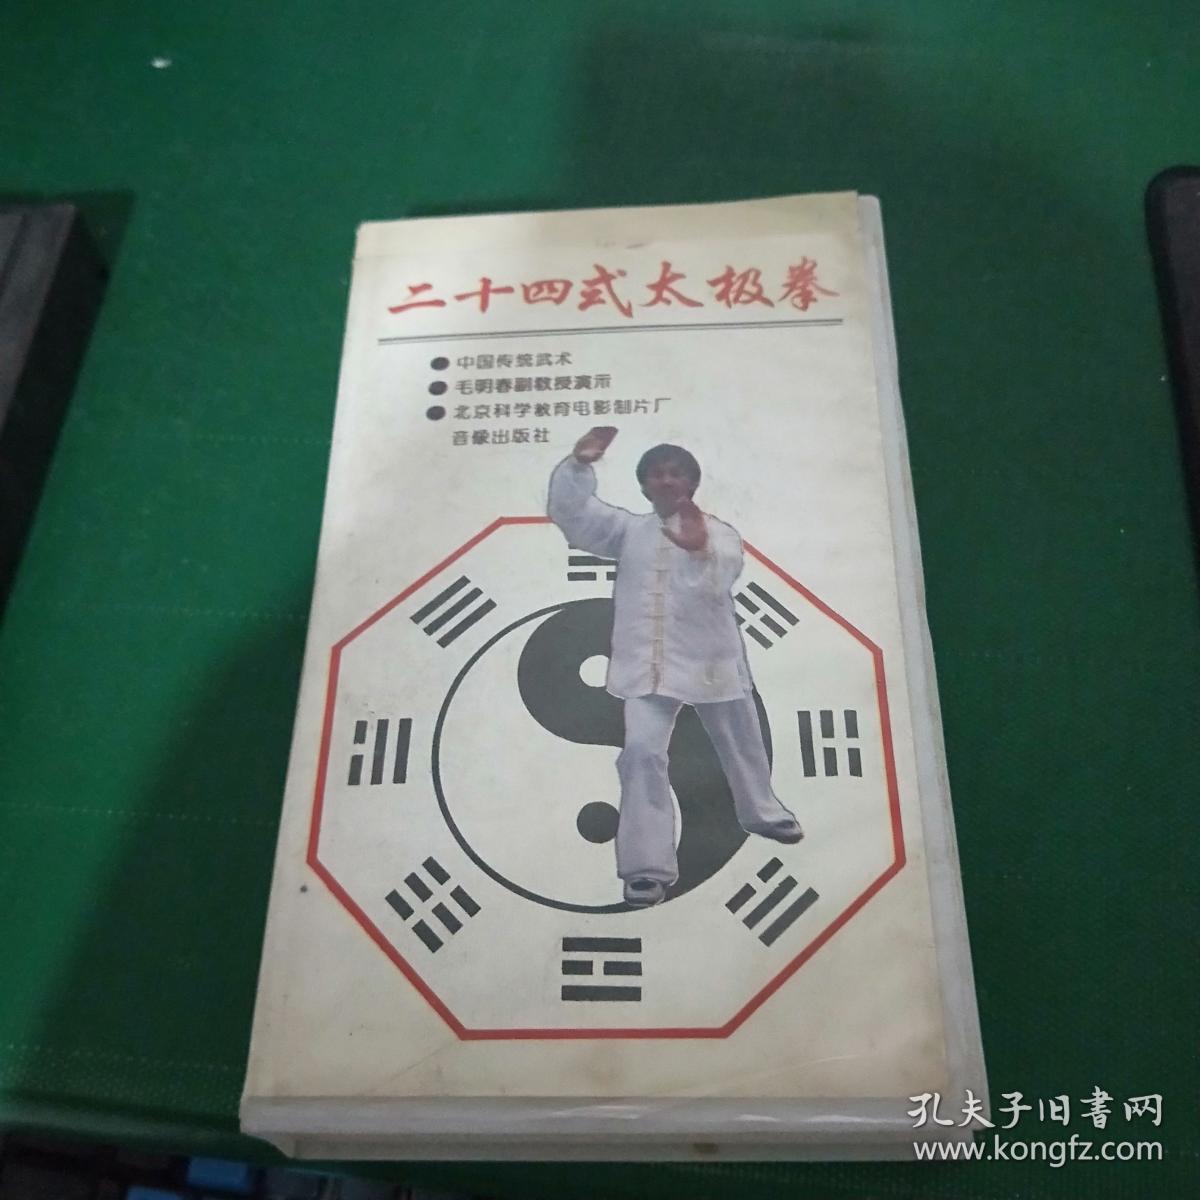 二十四式太极拳
● 中国传统武术
● 毛明春副教授演示
● 北京科学教育电影制片厂
音像出版社
孔夫子旧書网
www.kongfz.com